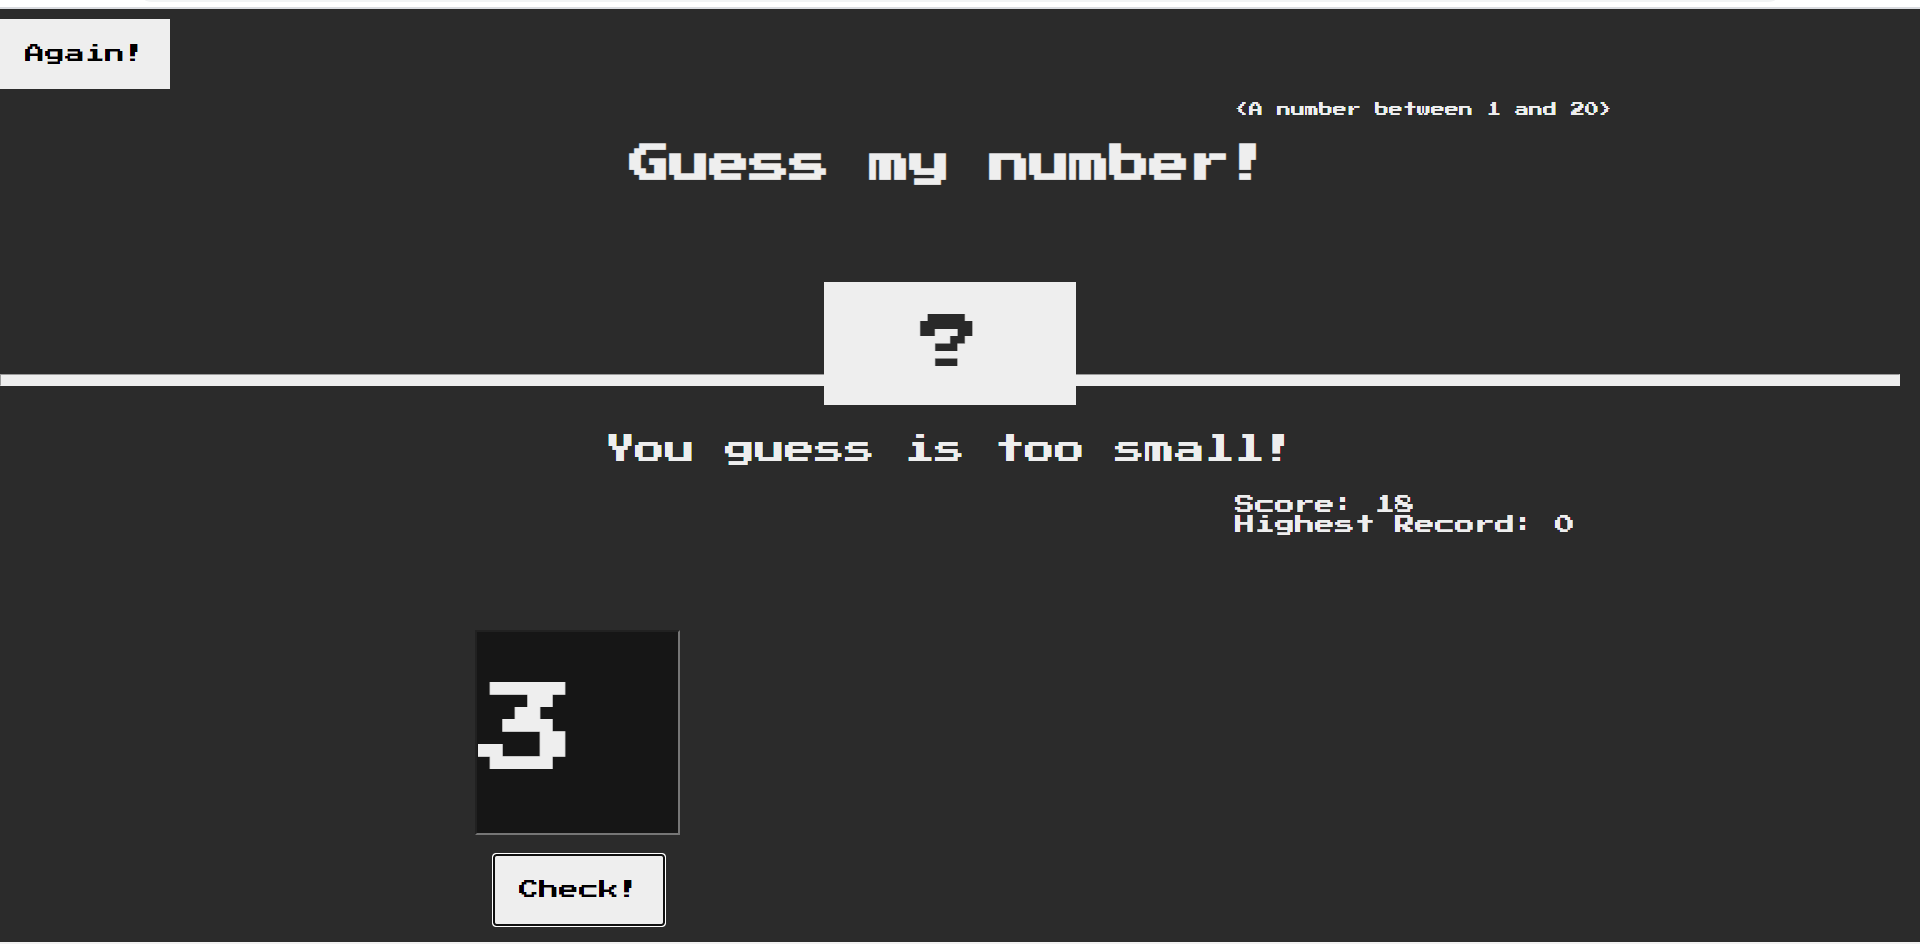 Again!
(A number between 1 and 20)
Guess my number!
?
You guess is too small!
Score: 18
Highest Record: 0
3
Check!